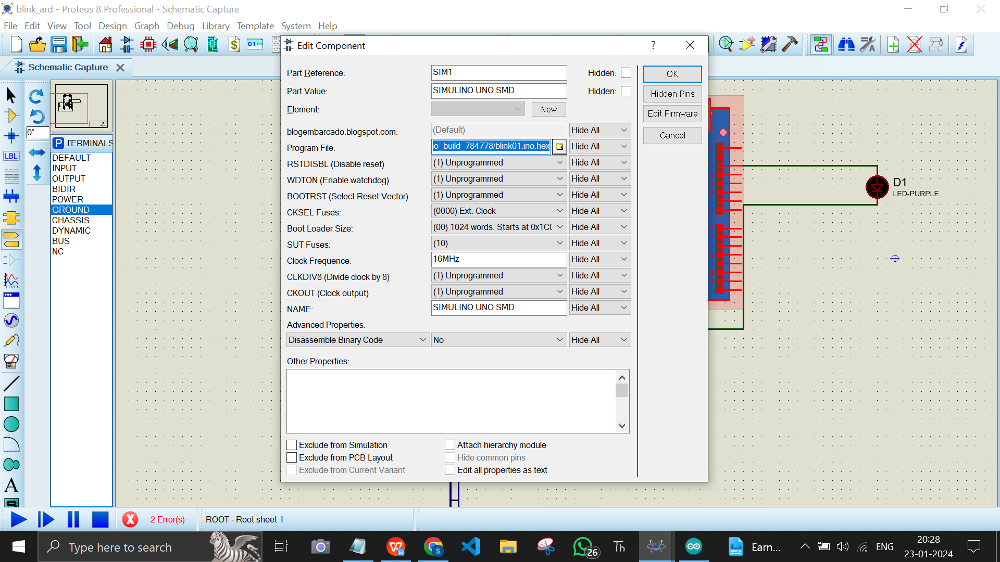 blink_ard - Proteus 8 Professional - Schematic Capture
File Edit View Tool Design Graph Debug Library Template System Help
Schematic Capture
Edit Component
Part Reference: SIM1 Hidden: OK
Part Value: SIMULINO UNO SMD Hidden: Hidden Pins
Element: New Edit Firmware
blogembarcado.blogspot.com: (Default) Hide All Cancel
Program File: io_build_784778/blink01.ino.hex Hide All
RSTDISBL (Disable reset) (1) Unprogrammed Hide All
WDTON (Enable watchdog) (1) Unprogrammed Hide All
BOOTRST (Select Reset Vector) (1) Unprogrammed Hide All
CKSEL Fuses: (0000) Ext. Clock Hide All
Boot Loader Size: (00) 1024 words. Starts at 0x1C0 Hide All
SUT Fuses: (10) Hide All
Clock Frequence: 16MHz Hide All
CLKDIV8 (Divide clock by 8) (1) Unprogrammed Hide All
CKOUT (Clock output) (1) Unprogrammed Hide All
NAME: SIMULINO UNO SMD Hide All
Advanced Properties:
Disassemble Binary Code No Hide All
Other Properties:
Exclude from Simulation Attach hierarchy module
Exclude from PCB Layout Hide common pins
Exclude from Current Variant Edit all properties as text
0°
LBL
P TERMINALS
DEFAULT
INPUT
OUTPUT
BIDIR
POWER
GROUND
CHASSIS
DYNAMIC
BUS
NC
A
S
D1
LED-PURPLE
2 Error(s) ROOT - Root sheet 1
Type here to search
26
Th
Earn...
ENG
20:28
23-01-2024